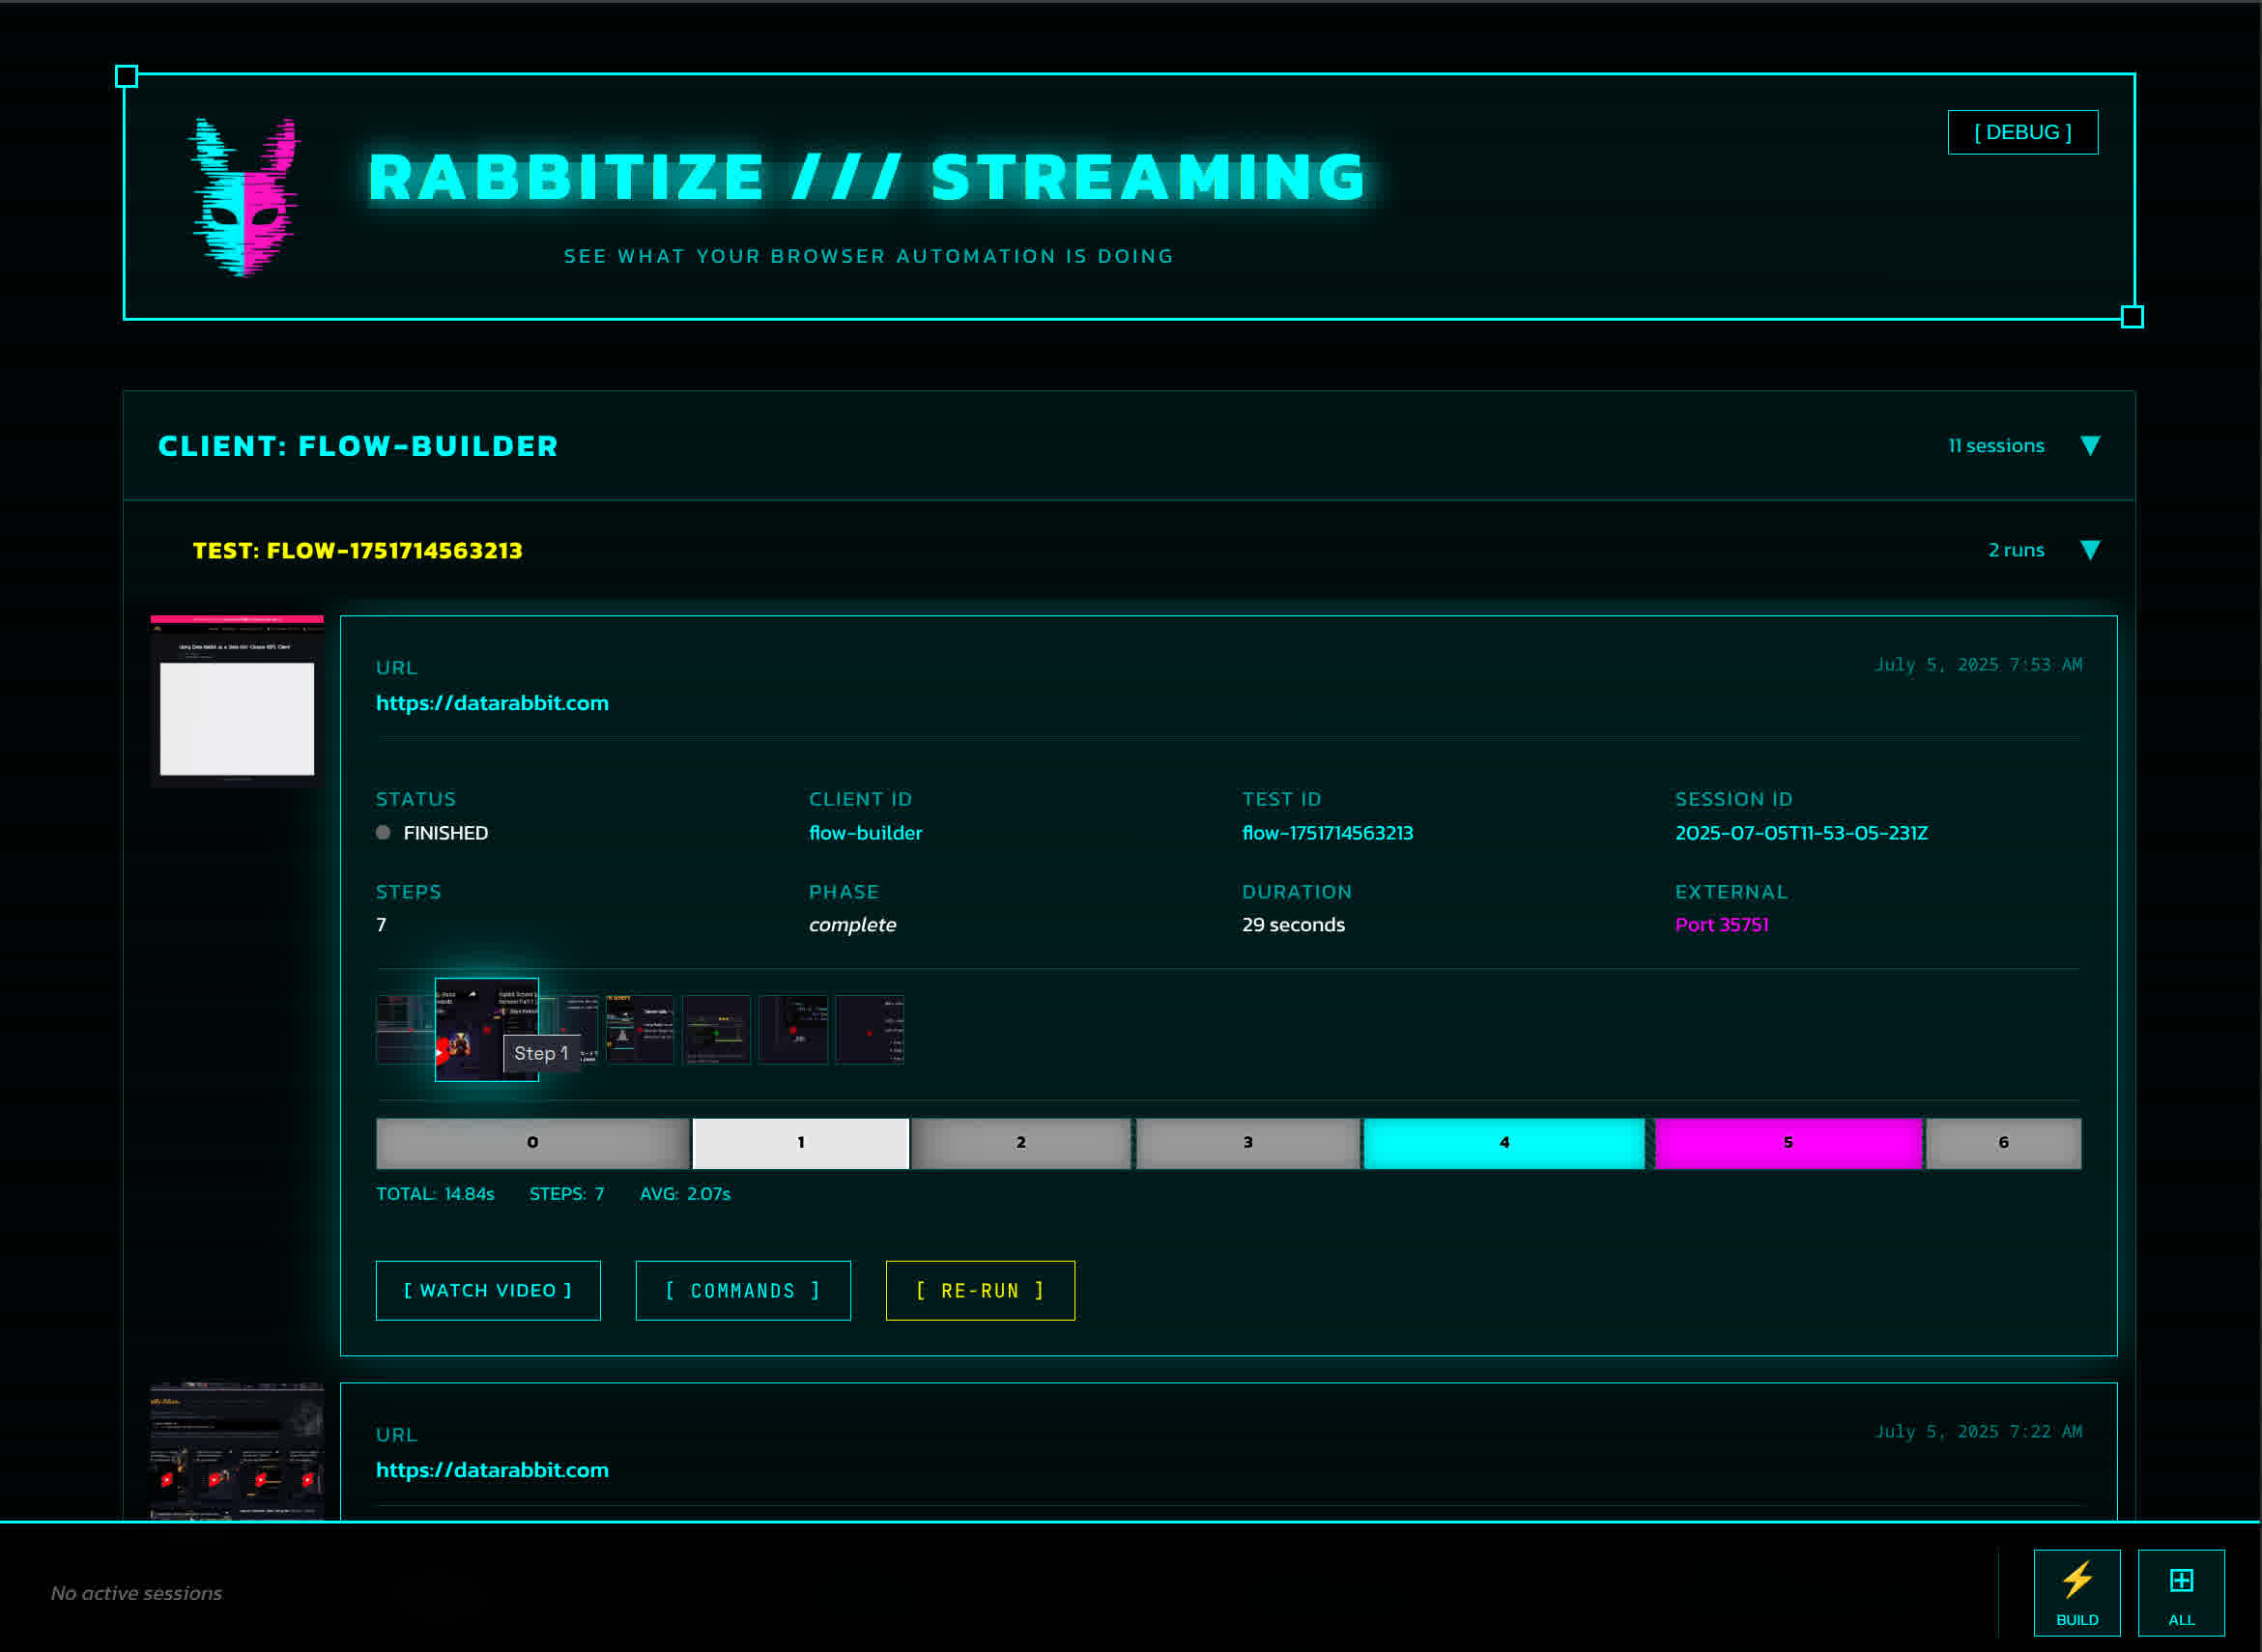 RABBITIZE /// STREAMING
[ DEBUG ]
SEE WHAT YOUR BROWSER AUTOMATION IS DOING
CLIENT: FLOW-BUILDER
11 sessions ▼
TEST: FLOW-1751714563213
2 runs ▼
URL
July 5, 2025 7:53 AM
https://datarabbit.com
STATUS CLIENT ID TEST ID SESSION ID
FINISHED flow-builder flow-1751714563213 2025-07-05T11-53-05-231Z
STEPS PHASE DURATION EXTERNAL
7 complete 29 seconds Port 35751
Step 1
0 1 2 3 4 5 6
TOTAL: 14.84s STEPS: 7 AVG: 2.07s
[ WATCH VIDEO ] [ COMMANDS ] [ RE-RUN ]
URL
July 5, 2025 7:22 AM
https://datarabbit.com
No active sessions
BUILD ALL